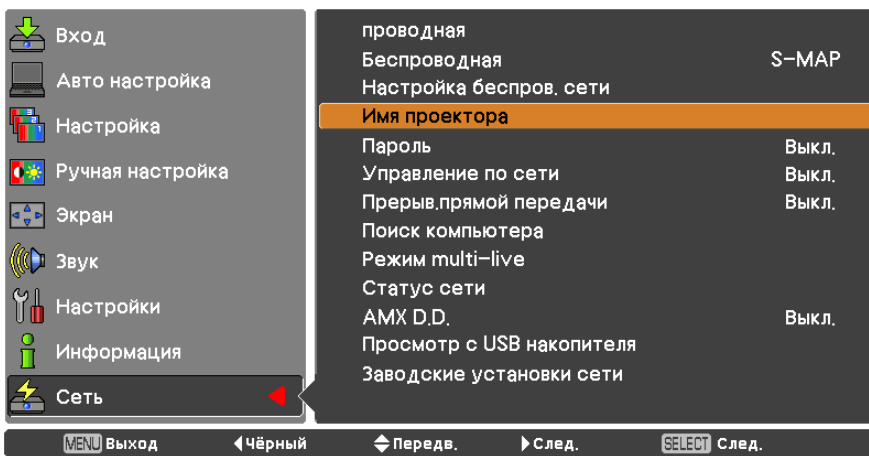 Вход
Авто настройка
Настройка
Ручная настройка
Экран
Звук
Настройки
Информация
Сеть
проводная
Беспроводная S-MAP
Настройка беспров. сети
Имя проектора
Пароль Выкл.
Управление по сети Выкл.
Прерыв.прямой передачи Выкл.
Поиск компьютера
Режим multi-live
Статус сети
AMX D.D. Выкл.
Просмотр с USB накопителя
Заводские установки сети
MENU Выход Чёрный Передв. След. SELECT След.